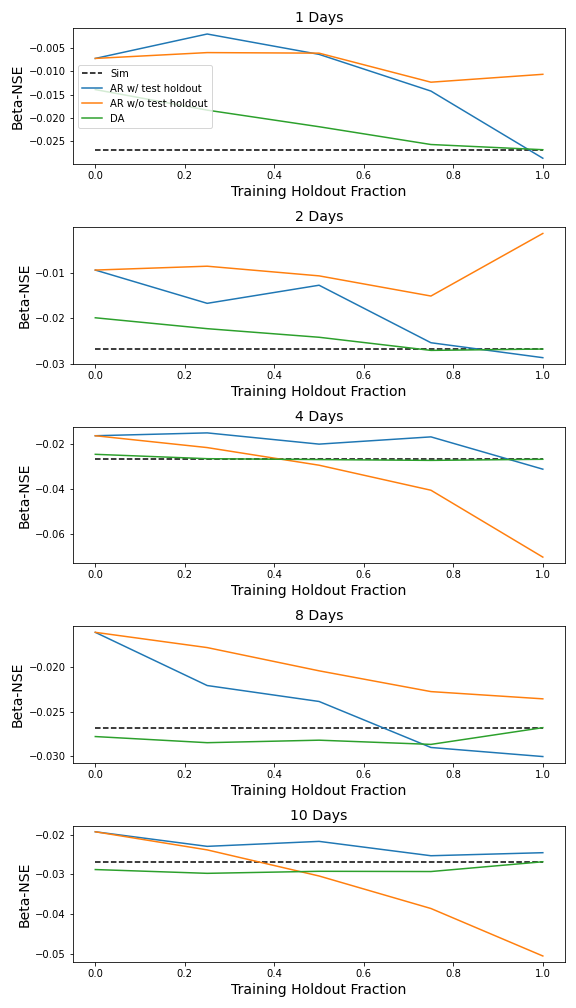 1 Days
Beta-NSE
−0.005
−0.010
−0.015
−0.020
−0.025
Sim
AR w/ test holdout
AR w/o test holdout
DA
0.0 0.2 0.4 0.6 0.8 1.0
Training Holdout Fraction
2 Days
Beta-NSE
−0.01
−0.02
−0.03
0.0 0.2 0.4 0.6 0.8 1.0
Training Holdout Fraction
4 Days
Beta-NSE
−0.02
−0.04
−0.06
0.0 0.2 0.4 0.6 0.8 1.0
Training Holdout Fraction
8 Days
Beta-NSE
−0.020
−0.025
−0.030
0.0 0.2 0.4 0.6 0.8 1.0
Training Holdout Fraction
10 Days
Beta-NSE
−0.02
−0.03
−0.04
−0.05
0.0 0.2 0.4 0.6 0.8 1.0
Training Holdout Fraction